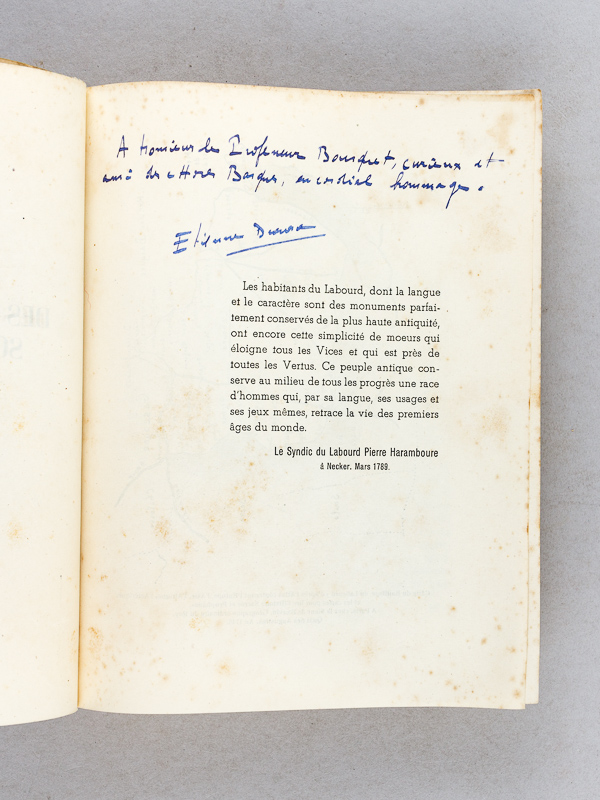 A Monsieur le Professeur Bousquet, curieux et
ami des choses Basques, en cordial hommage.
Etienne
Les habitants du Labourd, dont la langue
et le caractère sont des monuments parfai-
tement conservés de la plus haute antiquité,
ont encore cette simplicité de moeurs qui
éloigne tous les Vices et qui est près de
toutes les Vertus. Ce peuple antique con-
serve au milieu de tous les progrès une race
d'hommes qui, par sa langue, ses usages et
ses jeux mêmes, retrace la vie des premiers
âges du monde.
Le Syndic du Labourd Pierre Haramboure
à Necker. Mars 1789.